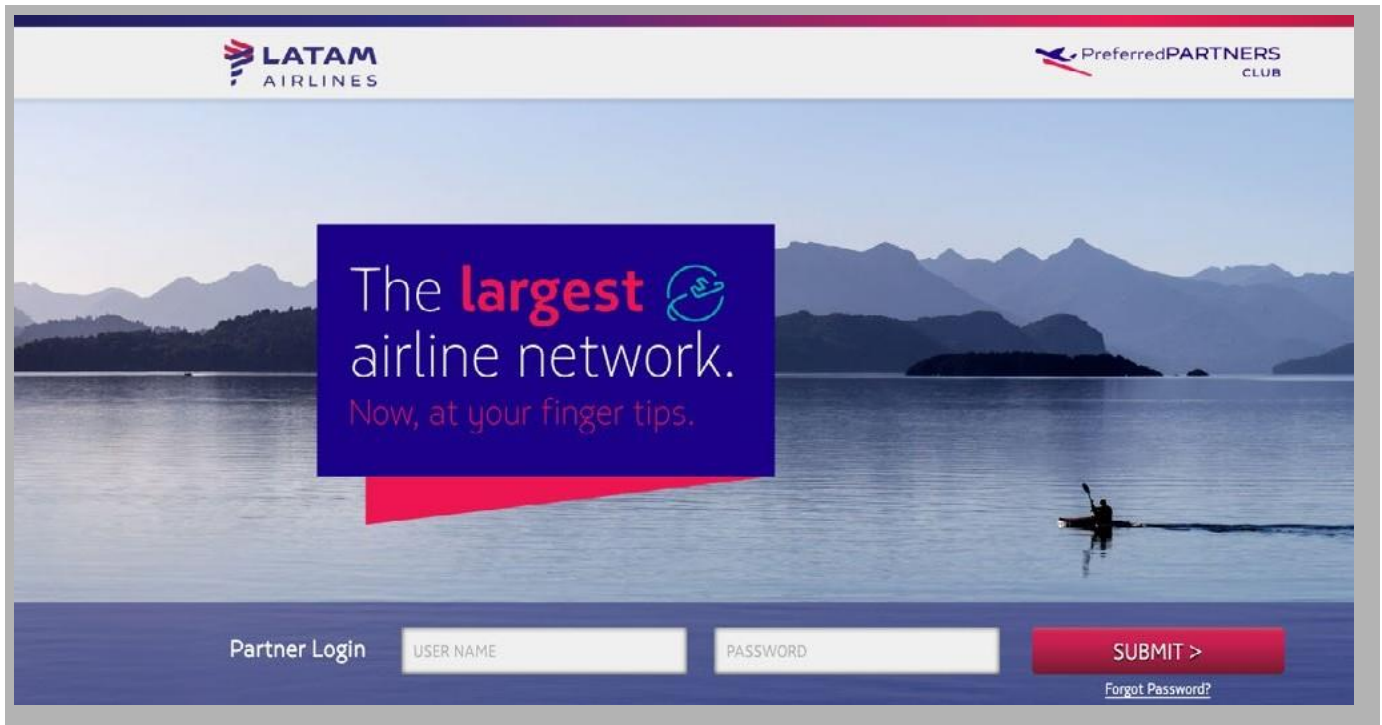 LATAM
AIRLINES
PreferredPARTNERS
CLUB
The largest
airline network.
Now, at your finger tips.
Partner Login
USER NAME
PASSWORD
SUBMIT >
Forgot Password?